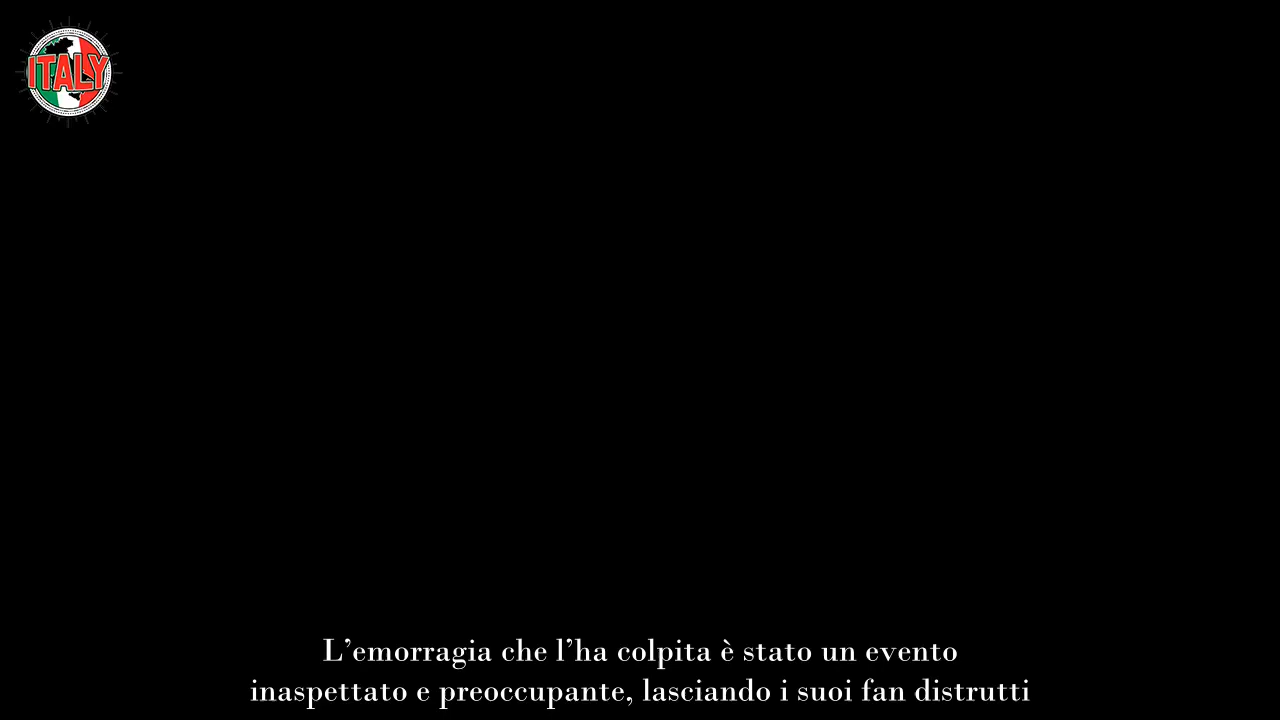 ITALY
L’emorragia che l’ha colpita è stato un evento
inaspettato e preoccupante, lasciando i suoi fan distrutti